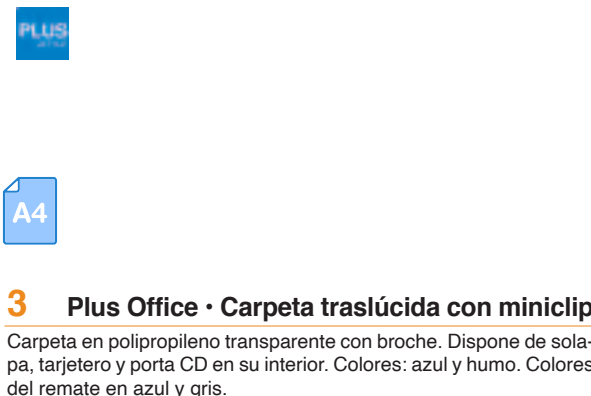 PLUS
A4
3 Plus Office · Carpeta traslúcida con miniclip
Carpeta en polipropileno transparente con broche. Dispone de sola-
pa, tarjetero y porta CD en su interior. Colores: azul y humo. Colores
del remate en azul y gris.